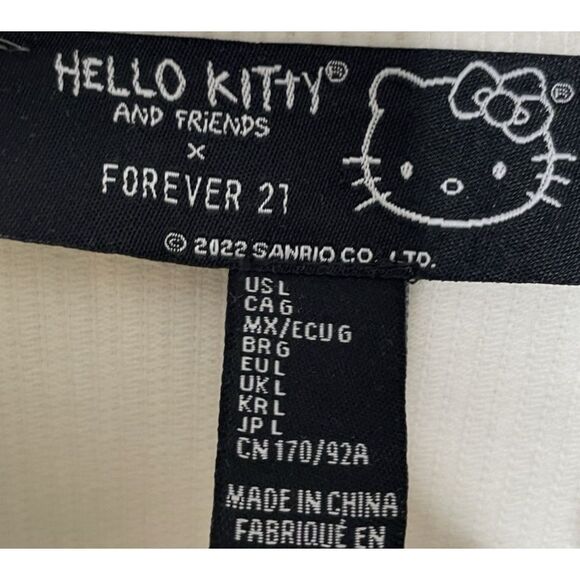 HELLO KITTY®
AND FRIENDS
x
FOREVER 21
®
© 2022 SANRIO CO. LTD.
US L
CA G
MX/ECU G
BR G
EU L
UK L
KR L
JP L
CN 170/92A
MADE IN CHINA
FABRIQUÉ EN